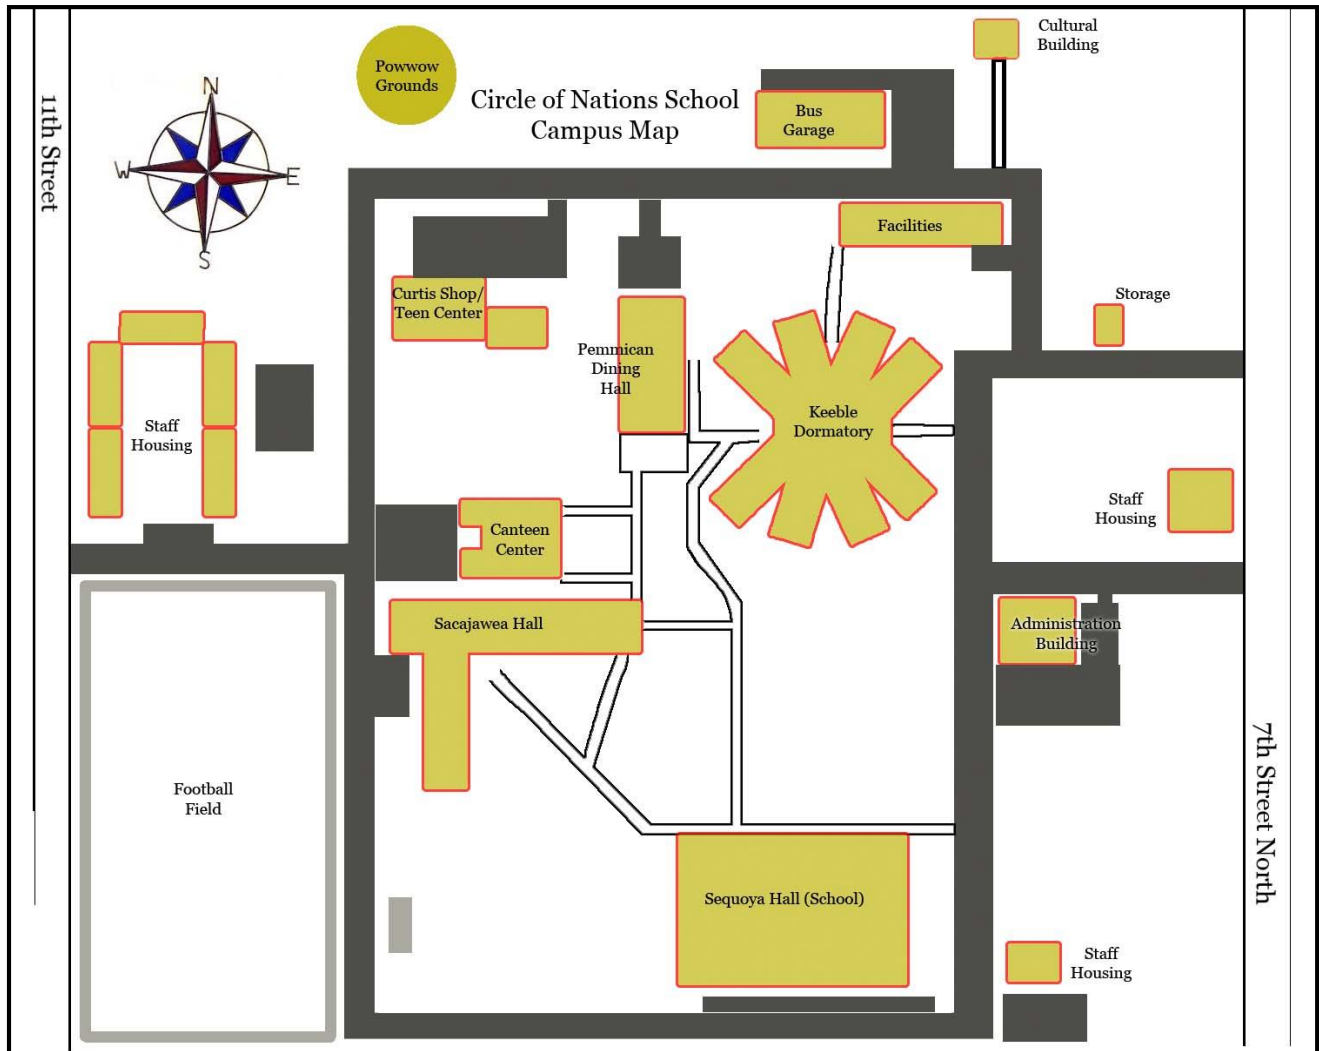 Cultural
Building
Powwow
Grounds
Circle of Nations School
Campus Map
Bus
Garage
N
W
E
S
11th Street
Facilities
Curtis Shop/
Teen Center
Storage
Pemmican
Dining
Hall
Keeble
Dormatory
Staff
Housing
Staff
Housing
Canteen
Center
Sacajawea Hall
Administration
Building
Football
Field
7th Street North
Sequoya Hall (School)
Staff
Housing